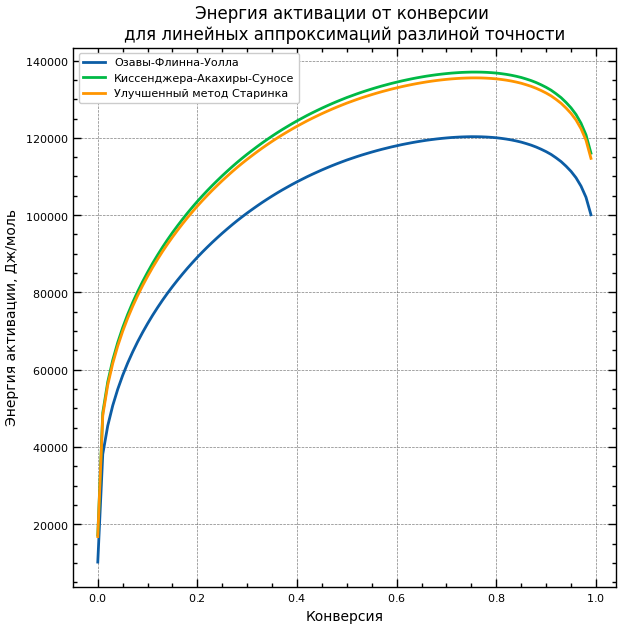 Энергия активации от конверсии
для линейных аппроксимаций разлиной точности
Озавы-Флинна-Уолла
Киссенджера-Акахиры-Суносе
Улучшенный метод Старинка
Энергия активации, Дж/моль
140000
120000
100000
80000
60000
40000
20000
0.0 0.2 0.4 0.6 0.8 1.0
Конверсия